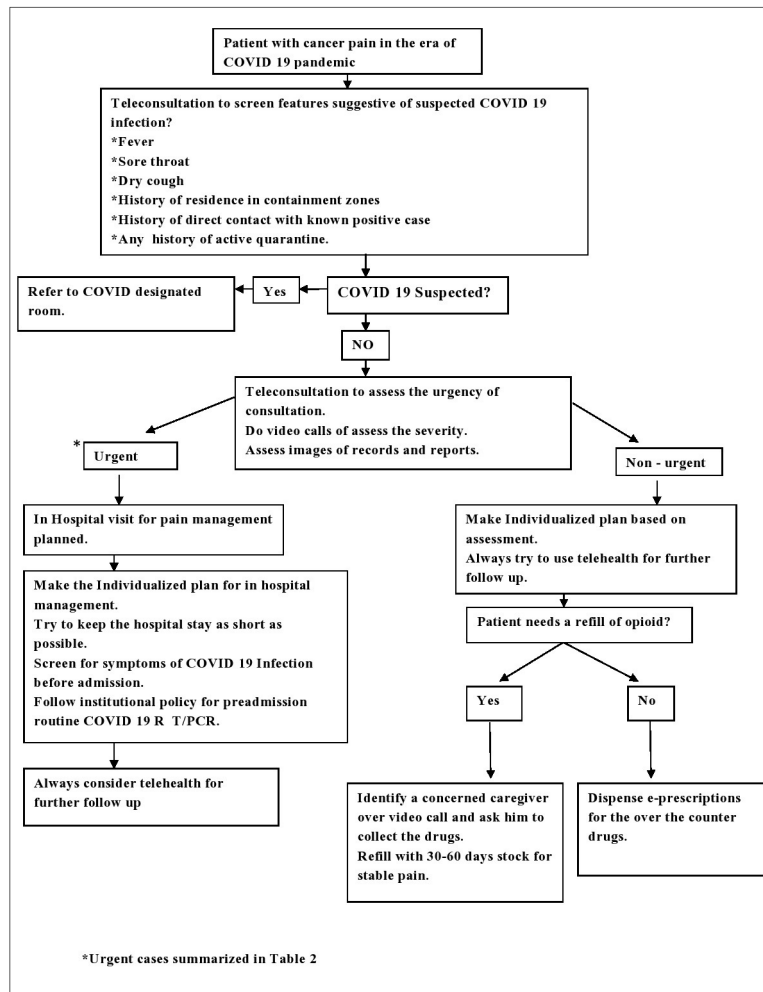 Patient with cancer pain in the era of
COVID 19 pandemic
Teleconsultation to screen features suggestive of suspected COVID 19
infection?
*Fever
*Sore throat
*Dry cough
*History of residence in containment zones
*History of direct contact with known positive case
*Any history of active quarantine.
Refer to COVID designated
room.
Yes
COVID 19 Suspected?
NO
Teleconsultation to assess the urgency of
consultation.
Do video calls of assess the severity.
Assess images of records and reports.
*
Urgent
Non - urgent
In Hospital visit for pain management
planned.
Make Individualized plan based on
assessment.
Always try to use telehealth for further
follow up.
Make the Individualized plan for in hospital
management.
Try to keep the hospital stay as short as
possible.
Screen for symptoms of COVID 19 Infection
before admission.
Follow institutional policy for preadmission
routine COVID 19 R T/PCR.
Patient needs a refill of opioid?
Yes
No
Always consider telehealth for
further follow up
Identify a concerned caregiver
over video call and ask him to
collect the drugs.
Refill with 30-60 days stock for
stable pain.
Dispense e-prescriptions
for the over the counter
drugs.
*Urgent cases summarized in Table 2